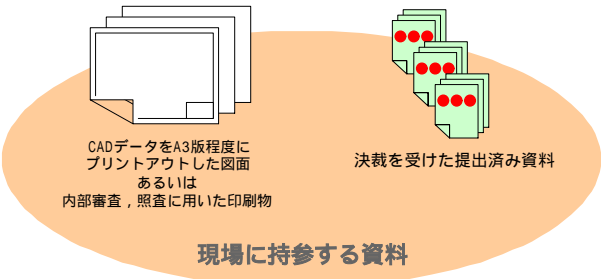 CADデータをA3版程度に
プリントアウトした図面
あるいは
内部審査，照査に用いた印刷物
決裁を受けた提出済み資料
現場に持参する資料